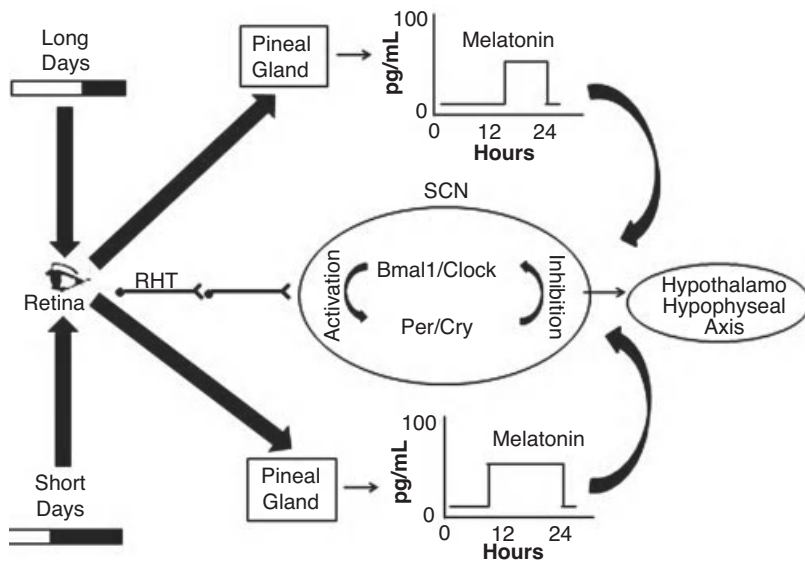 Long
Days
Pineal
Gland
100
pg/mL
0
Melatonin
0 12 24
Hours
SCN
Retina
RHT
Activation
Bmal1/Clock
Per/Cry
Inhibition
Hypothalamo
Hypophyseal
Axis
Short
Days
Pineal
Gland
100
pg/mL
0
Melatonin
12 24
Hours